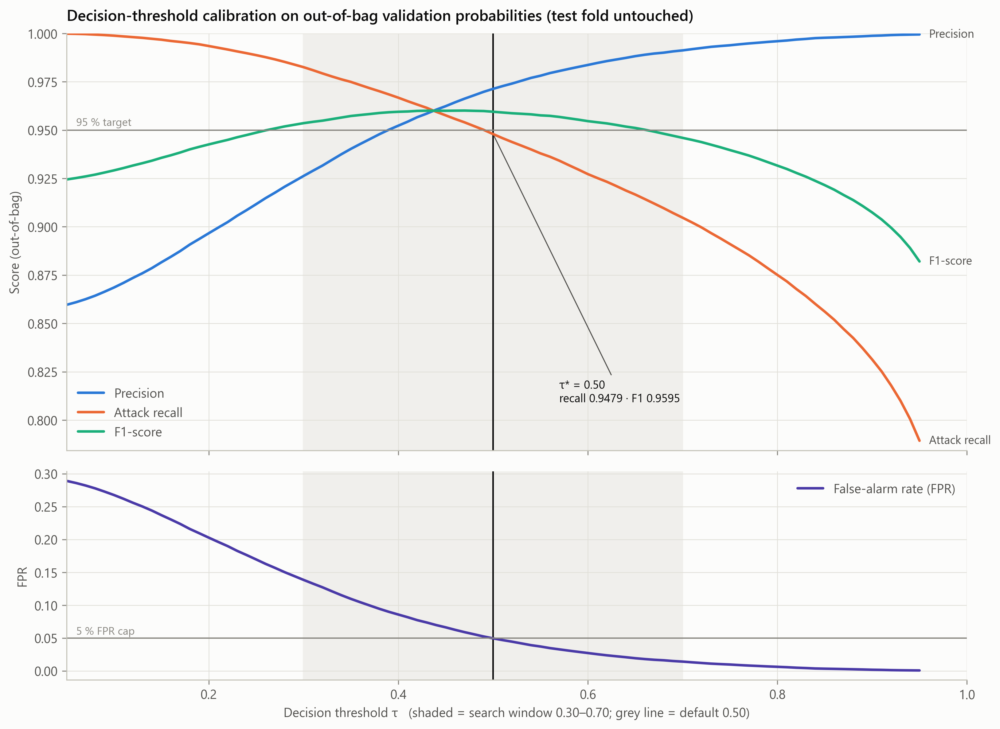 Decision-threshold calibration on out-of-bag validation probabilities (test fold untouched)
1.000
0.975
0.950
0.925
0.900
0.875
0.850
0.825
0.800
Score (out-of-bag)
95 % target
Precision
F1-score
Attack recall
τ* = 0.50
recall 0.9479 · F1 0.9595
Precision
Attack recall
F1-score
0.30
0.25
0.20
0.15
0.10
0.05
0.00
FPR
5 % FPR cap
False-alarm rate (FPR)
0.2
0.4
0.6
0.8
1.0
Decision threshold τ (shaded = search window 0.30–0.70; grey line = default 0.50)